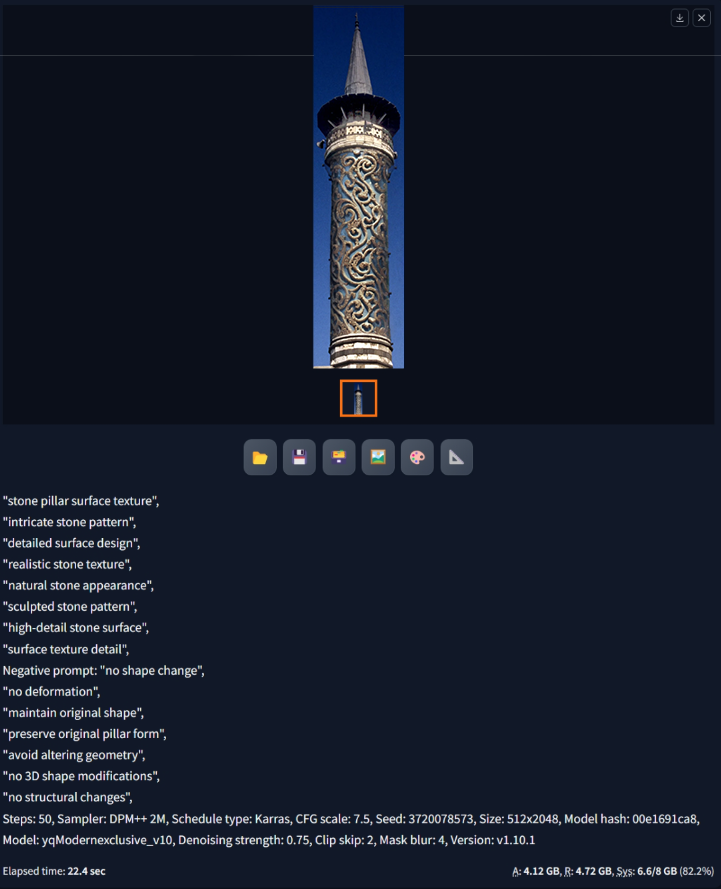 "stone pillar surface texture",
"intricate stone pattern",
"detailed surface design",
"realistic stone texture",
"natural stone appearance",
"sculpted stone pattern",
"high-detail stone surface",
"surface texture detail",
Negative prompt: "no shape change",
"no deformation",
"maintain original shape",
"preserve original pillar form",
"avoid altering geometry",
"no 3D shape modifications",
"no structural changes",
Steps: 50, Sampler: DPM++ 2M, Schedule type: Karras, CFG scale: 7.5, Seed: 3720078573, Size: 512x2048, Model hash: 00e1691ca8,
Model: yqModernexclusive_v10, Denoising strength: 0.75, Clip skip: 2, Mask blur: 4, Version: v1.10.1
Elapsed time: 22.4 sec A: 4.12 GB, R: 4.72 GB, Sys: 6.6/8 GB (82.2%)